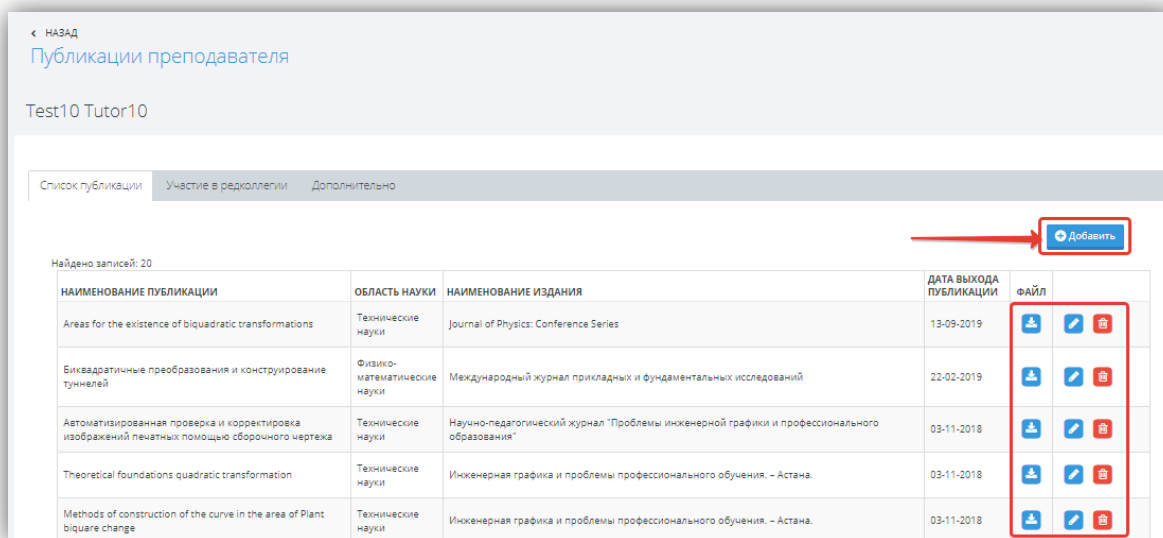 НАЗАД
Публикации преподавателя
Test10 Tutor10
Список публикации Участие в редколлегии Дополнительно
Добавить
Найдено записей: 20
НАИМЕНОВАНИЕ ПУБЛИКАЦИИ ОБЛАСТЬ НАУКИ НАИМЕНОВАНИЕ ИЗДАНИЯ ДАТА ВЫХОДА
ПУБЛИКАЦИИ ФАЙЛ
Areas for the existence of biquadratic transformations Технические
науки Journal of Physics: Conference Series 13-09-2019
Биквадратичные преобразования и конструирование
туннелей Физико-
математические
науки Международный журнал прикладных и фундаментальных исследований 22-02-2019
Автоматизированная проверка и корректировка
изображений печатных помощью сборочного чертежа Технические
науки Научно-педагогический журнал "Проблемы инженерной графики и профессионального
образования" 03-11-2018
Theoretical foundations quadratic transformation Технические
науки Инженерная графика и проблемы профессионального обучения. – Астана. 03-11-2018
Methods of construction of the curve in the area of Plant
biquare change Технические
науки Инженерная графика и проблемы профессионального обучения. – Астана. 03-11-2018